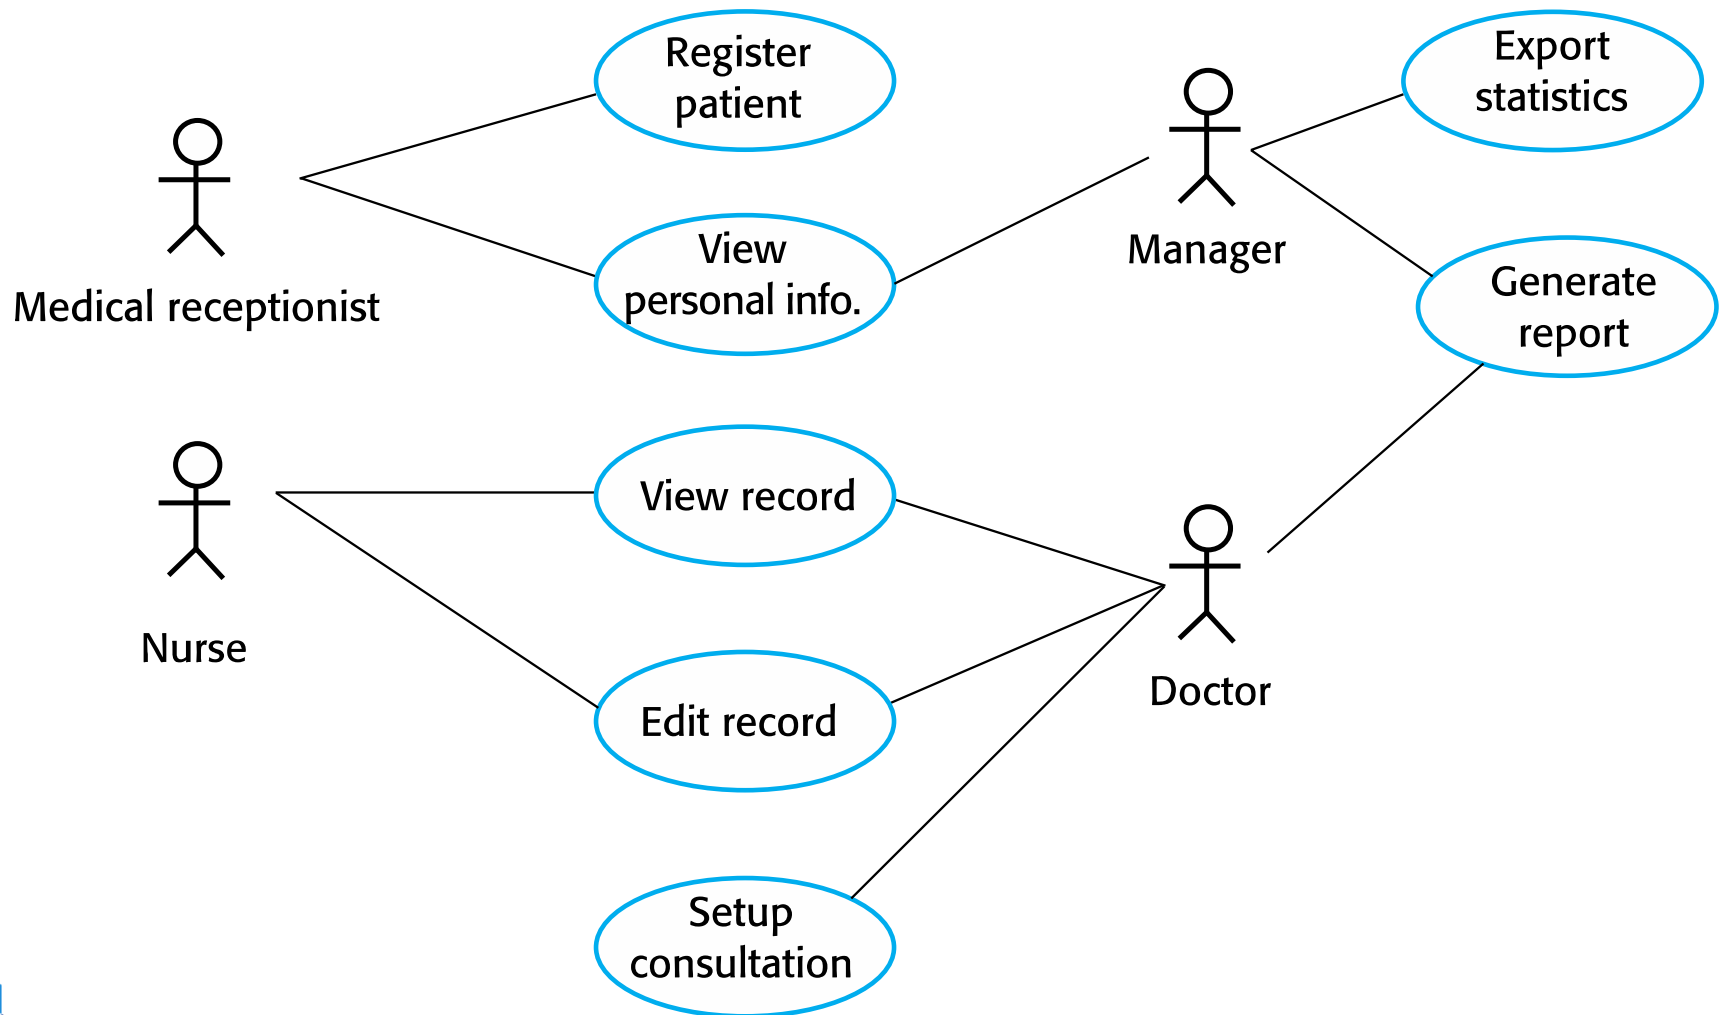 Register
patient
Export
statistics
View
personal info.
Manager
Medical receptionist
Generate
report
View record
Nurse
Edit record
Doctor
Setup
consultation